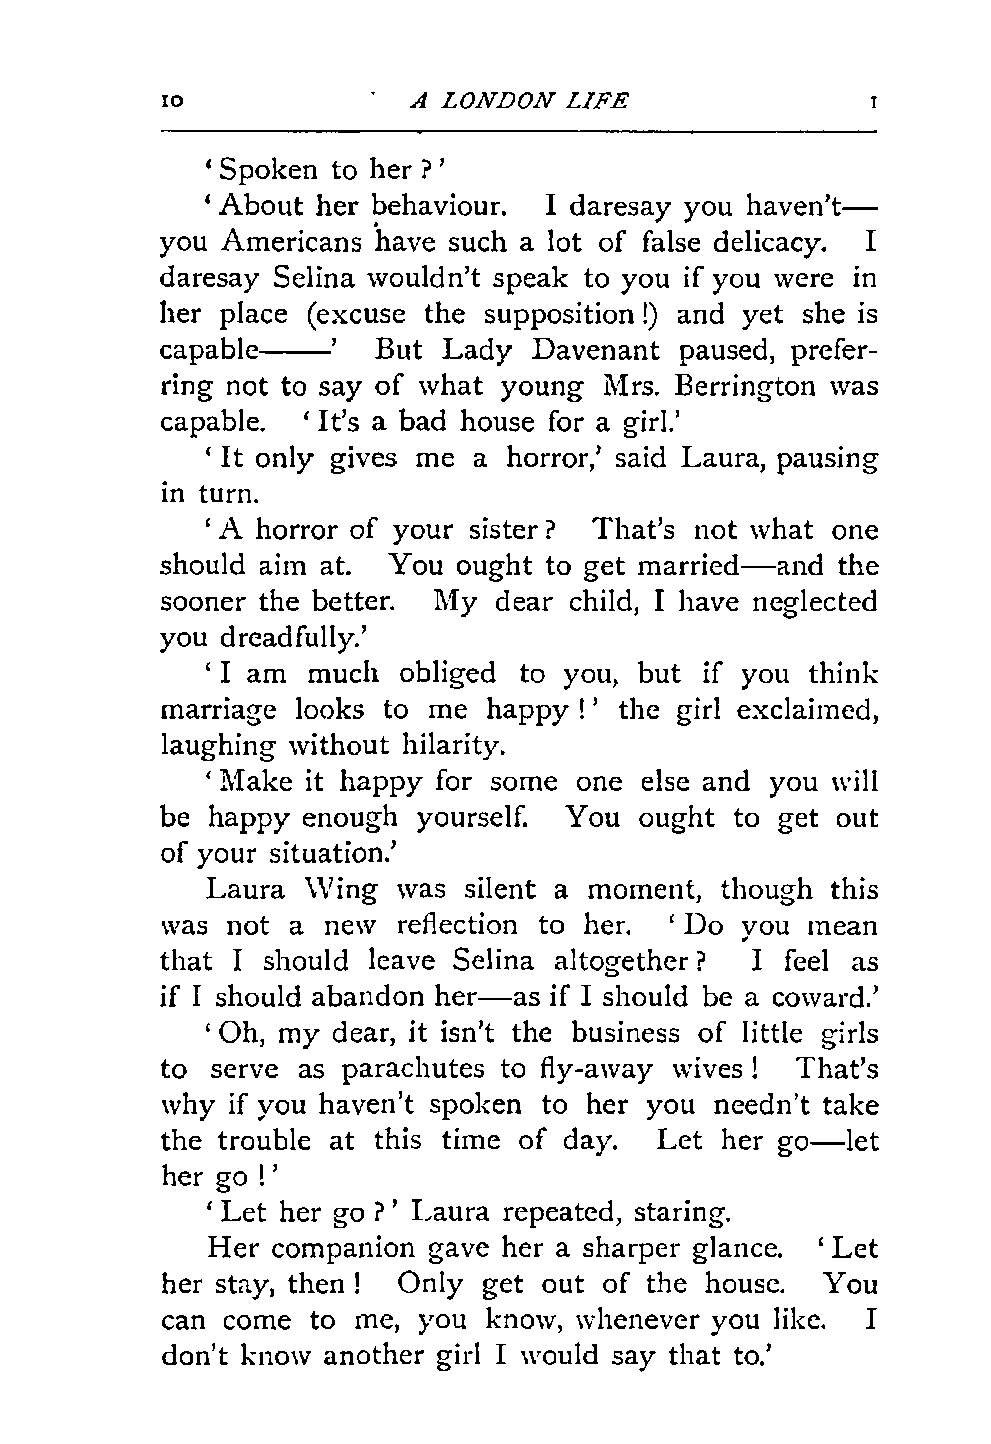 10 A LONDON LIFE I
‘Spoken to her?’
‘About her behaviour. I daresay you haven't—
you Americans have such a lot of false delicacy. I
daresay Selina wouldn't speak to you if you were in
her place (excuse the supposition!) and yet she is
capable——’ But Lady Davenant paused, prefer-
ring not to say of what young Mrs. Berrington was
capable. ‘It's a bad house for a girl.’
‘It only gives me a horror,’ said Laura, pausing
in turn.
‘A horror of your sister? That's not what one
should aim at. You ought to get married—and the
sooner the better. My dear child, I have neglected
you dreadfully.’
‘I am much obliged to you, but if you think
marriage looks to me happy!’ the girl exclaimed,
laughing without hilarity.
‘Make it happy for some one else and you will
be happy enough yourself. You ought to get out
of your situation.’
Laura Wing was silent a moment, though this
was not a new reflection to her. ‘Do you mean
that I should leave Selina altogether? I feel as
if I should abandon her—as if I should be a coward.’
‘Oh, my dear, it isn't the business of little girls
to serve as parachutes to fly-away wives! That's
why if you haven't spoken to her you needn't take
the trouble at this time of day. Let her go—let
her go!’
‘Let her go?’ Laura repeated, staring.
Her companion gave her a sharper glance. ‘Let
her stay, then! Only get out of the house. You
can come to me, you know, whenever you like. I
don't know another girl I would say that to.’